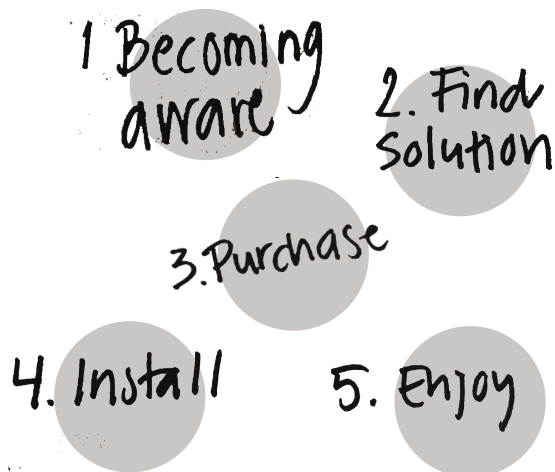 1 Becoming
aware
2. Find
solution
3. Purchase
4. Install
5. Enjoy